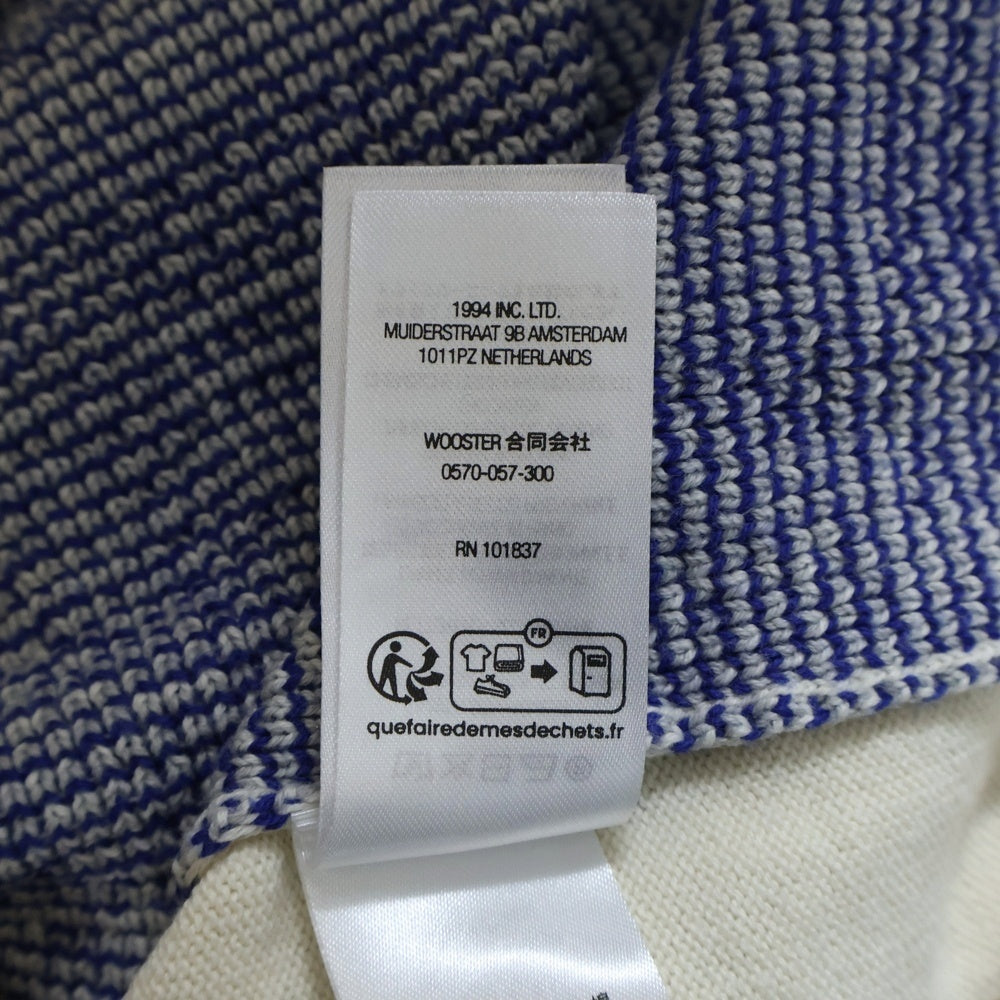 1994 INC. LTD.
MUIDERSTRAAT 9B AMSTERDAM
1011PZ NETHERLANDS
WOOSTER 合同会社
0570-057-300
RN 101837
FR
quefairedemesdechets.fr